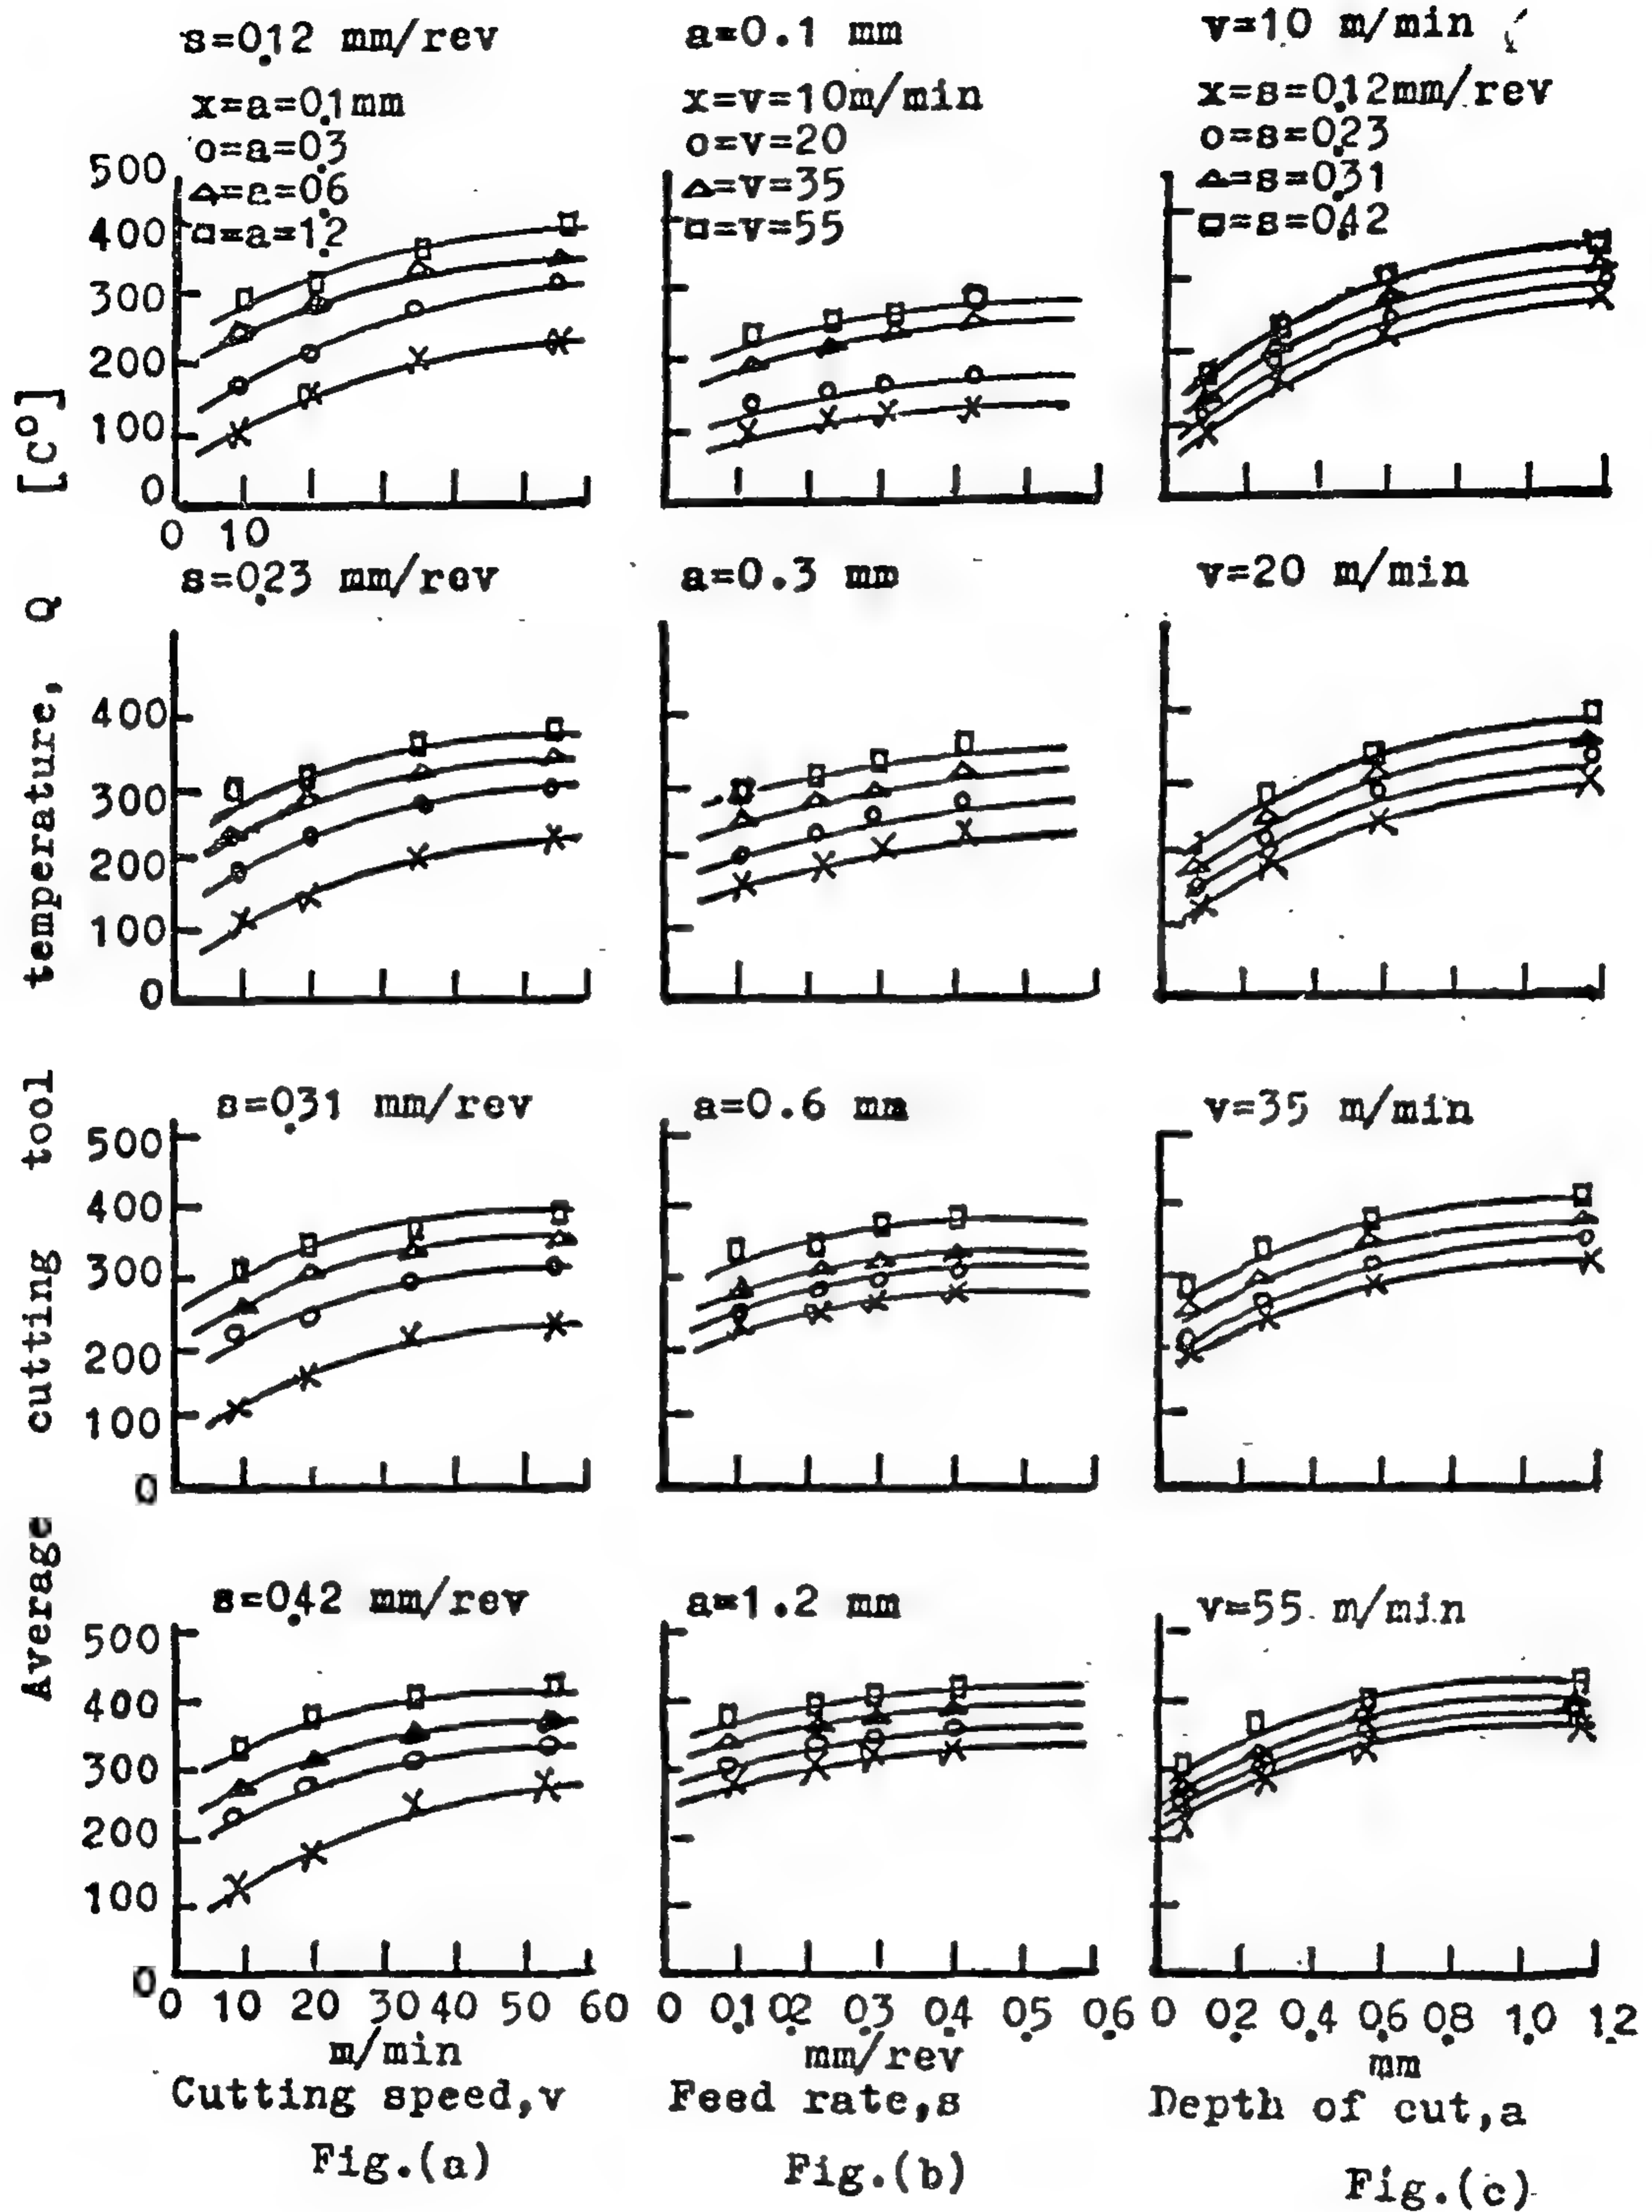 s=0.12 mm/rev
x=a=0.1mm
o=a=0.3
△=a=0.6
□=a=1.2
a=0.1 mm
x=v=10m/min
o=v=20
△=v=35
□=v=55
v=10 m/min
x=s=0.12mm/rev
o=s=0.23
△=s=0.31
□=s=0.42
500
400
300
200
100
0
0 10
s=0.23 mm/rev
a=0.3 mm
v=20 m/min
400
300
200
100
0
s=0.31 mm/rev
a=0.6 mm
v=35 m/min
500
400
300
200
100
0
s=0.42 mm/rev
a=1.2 mm
v=55 m/min
500
400
300
200
100
0
0 10 20 30 40 50 60
m/min
Cutting speed,v
Fig.(a)
0 0.1 0.2 0.3 0.4 0.5 0.6
mm/rev
Feed rate,s
Fig.(b)
0 0.2 0.4 0.6 0.8 1.0 1.2
mm
Depth of cut,a
Fig.(c)
Average cutting tool temperature, Q [C°]